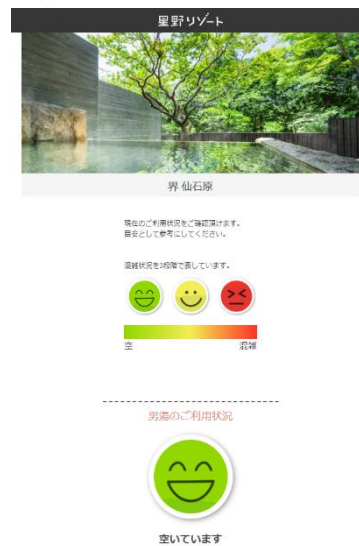 星野リゾート
界 仙石原
現在のご利用状況をご確認頂けます。
目安として参考にしてください。
混雑状況を3段階で表しています。
空
混雑
男湯のご利用状況
空いています